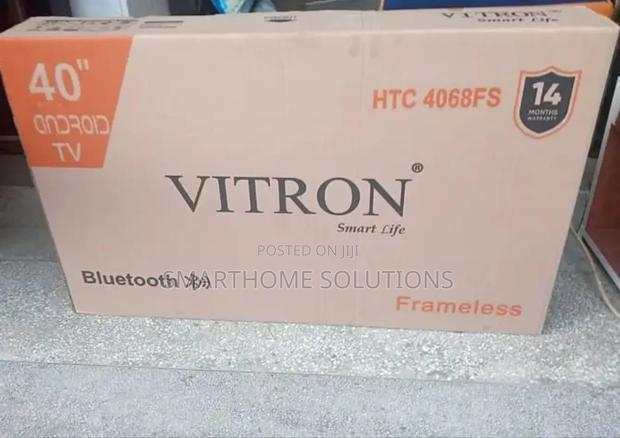 40"
ANDROID
TV
HTC 4068FS
14
MONTHS
WARRANTY
VITRON®
Smart Life
POSTED ON JIJI
Bluetooth
SMARTHOME SOLUTIONS
Frameless
VITRON
Smart Life